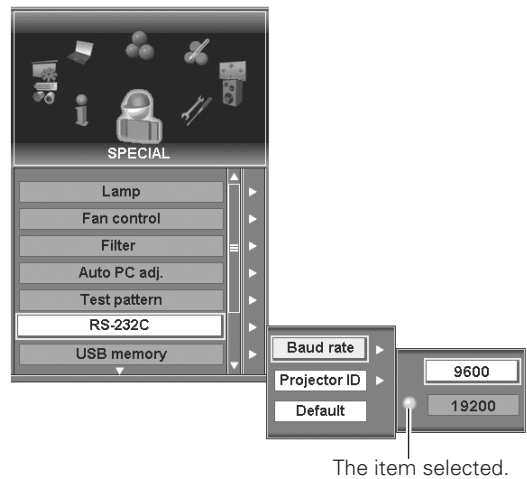 SPECIAL
Lamp
Fan control
Filter
Auto PC adj.
Test pattern
RS-232C
USB memory
Baud rate
Projector ID
Default
9600
19200
The item selected.